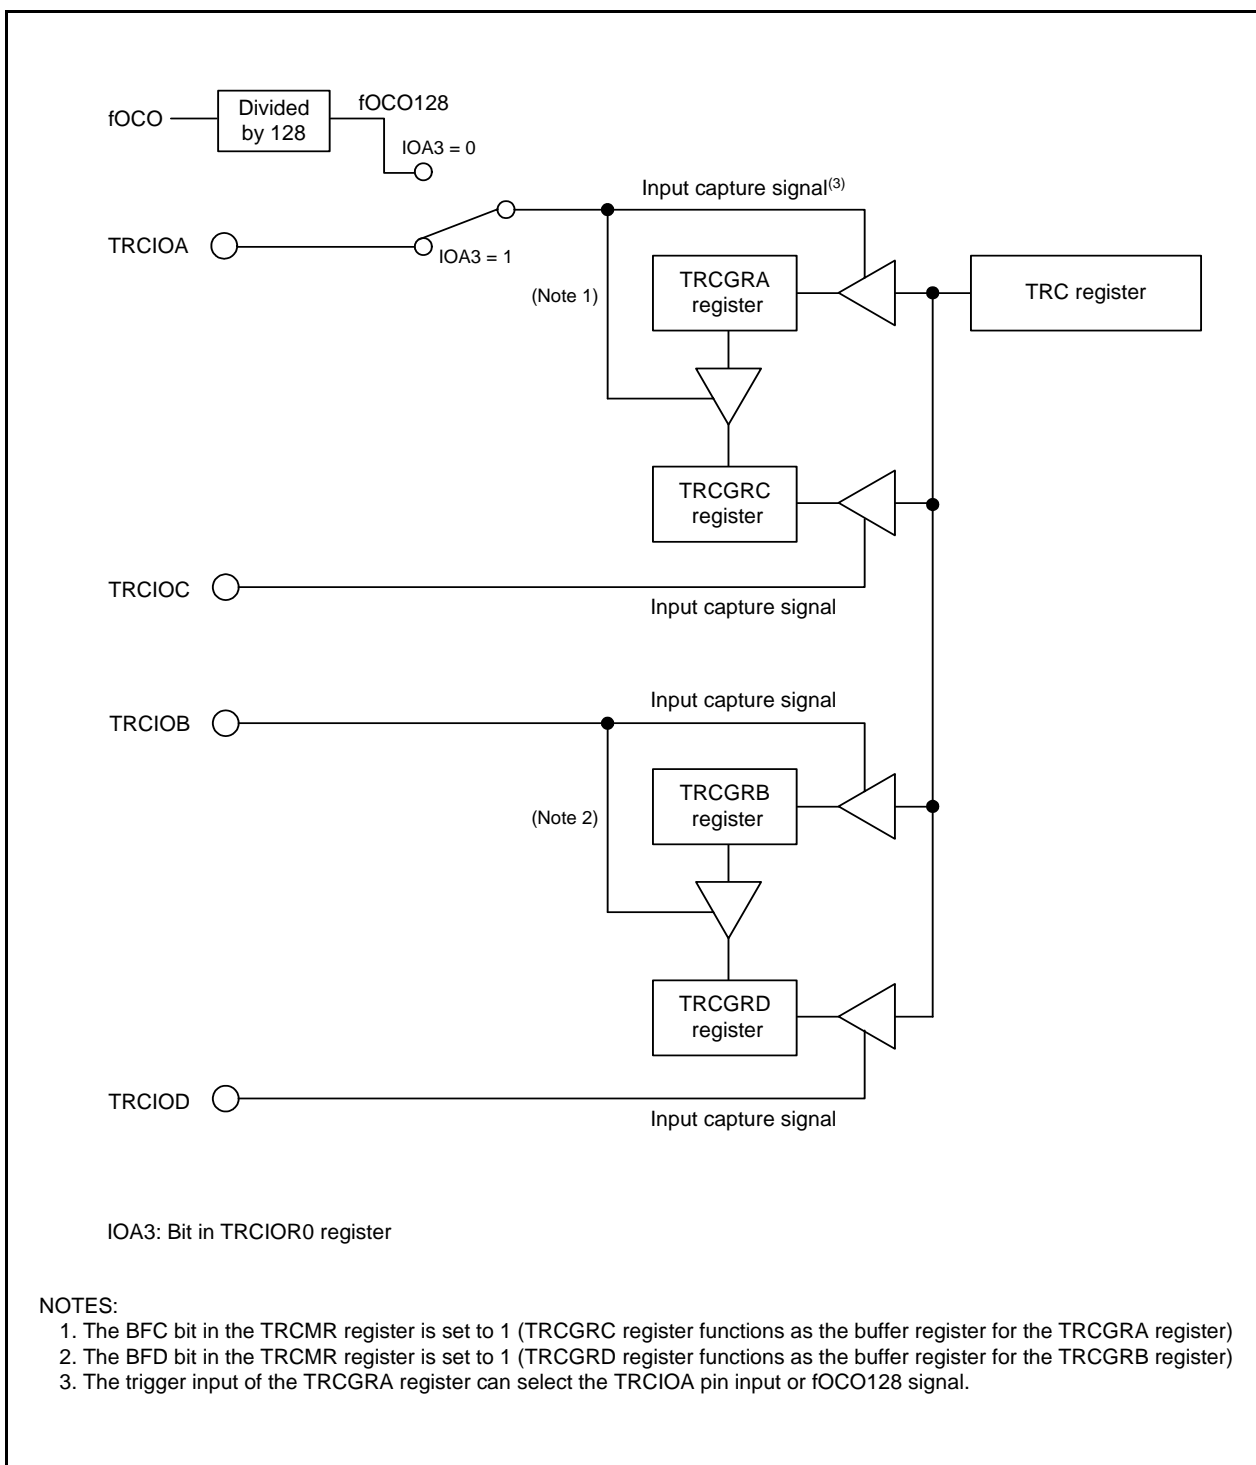 fOCO
Divided
by 128
fOCO128
IOA3 = 0
Input capture signal(3)
TRCIOA
IOA3 = 1
(Note 1)
TRCGRA
register
TRC register
TRCGRC
register
TRCIOC
Input capture signal
Input capture signal
TRCIOB
(Note 2)
TRCGRB
register
TRCGRD
register
TRCIOD
Input capture signal
IOA3: Bit in TRCIOR0 register
NOTES:
1. The BFC bit in the TRCMR register is set to 1 (TRCGRC register functions as the buffer register for the TRCGRA register)
2. The BFD bit in the TRCMR register is set to 1 (TRCGRD register functions as the buffer register for the TRCGRB register)
3. The trigger input of the TRCGRA register can select the TRCIOA pin input or fOCO128 signal.